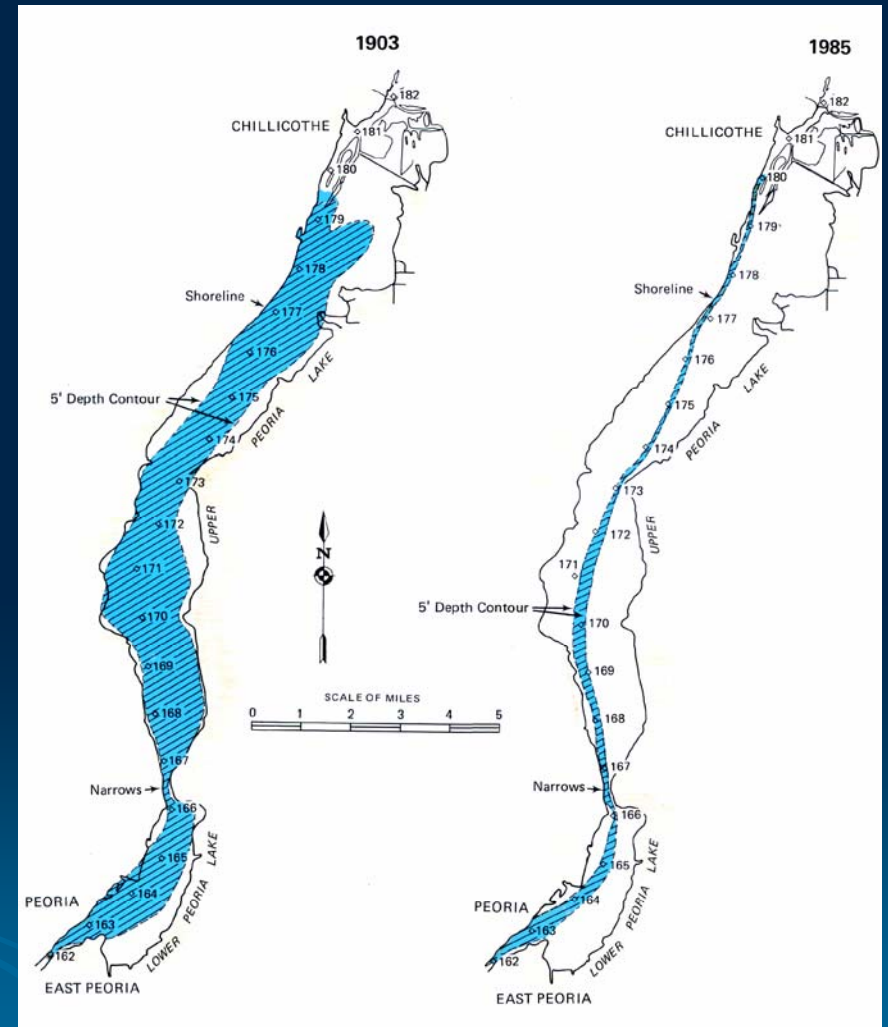 1903
182
CHILLICOTHE
181
180
179
178
Shoreline
177
176
LAKE
5' Depth Contour
175
PEORIA
174
173
172
UPPER
171
170
169
168
167
Narrows
166
165
164
LOWER PEORIA LAKE
PEORIA
163
162
EAST PEORIA
N
SCALE OF MILES
0 1 2 3 4 5
1985
182
CHILLICOTHE
181
180
179
178
Shoreline
177
176
LAKE
175
PEORIA
174
173
172
UPPER
171
5' Depth Contour
170
169
168
167
Narrows
166
165
164
LOWER PEORIA LAKE
PEORIA
163
162
EAST PEORIA